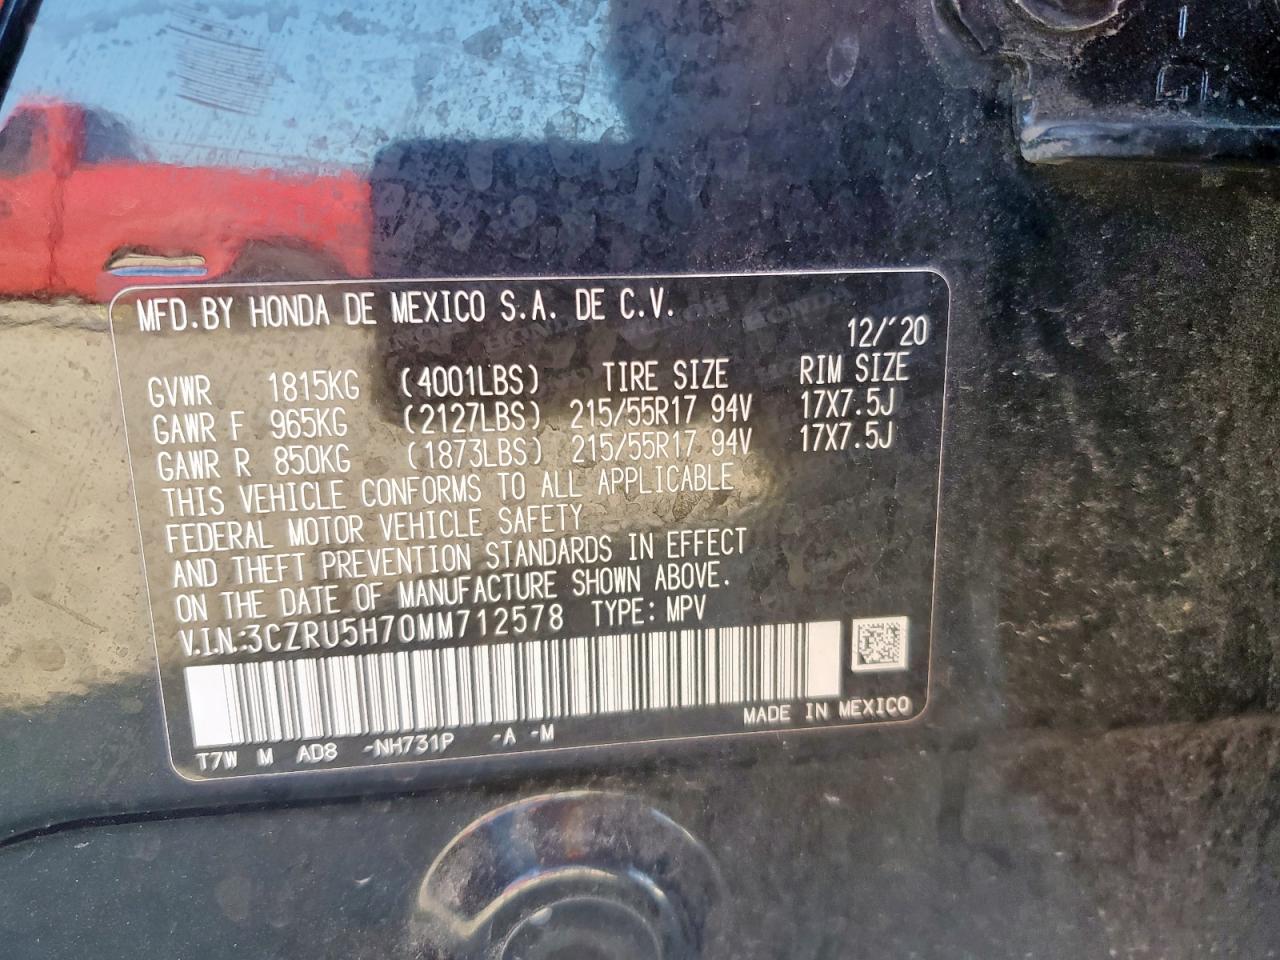 MFD.BY HONDA DE MEXICO S.A. DE C.V.
12/'20
GVWR 1815KG (4001LBS) TIRE SIZE RIM SIZE
GAWR F 965KG (2127LBS) 215/55R17 94V 17X7.5J
GAWR R 850KG (1873LBS) 215/55R17 94V 17X7.5J
THIS VEHICLE CONFORMS TO ALL APPLICABLE
FEDERAL MOTOR VEHICLE SAFETY
AND THEFT PREVENTION STANDARDS IN EFFECT
ON THE DATE OF MANUFACTURE SHOWN ABOVE.
V.I.N.:3CZRU5H70MM712578 TYPE: MPV
MADE IN MEXICO
T7W M AD8 -NH731P -A -M